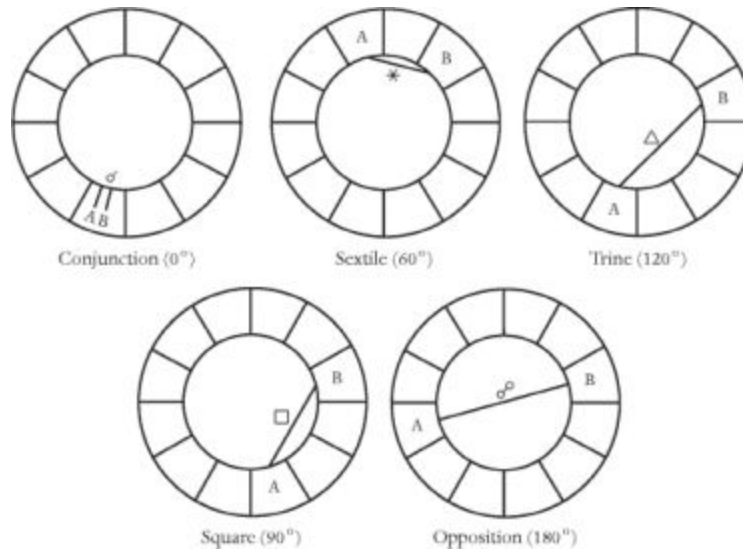 A B
Conjunction (0°)
A
B
Sextile (60°)
B
A
Trine (120°)
B
A
Square (90°)
B
A
Opposition (180°)